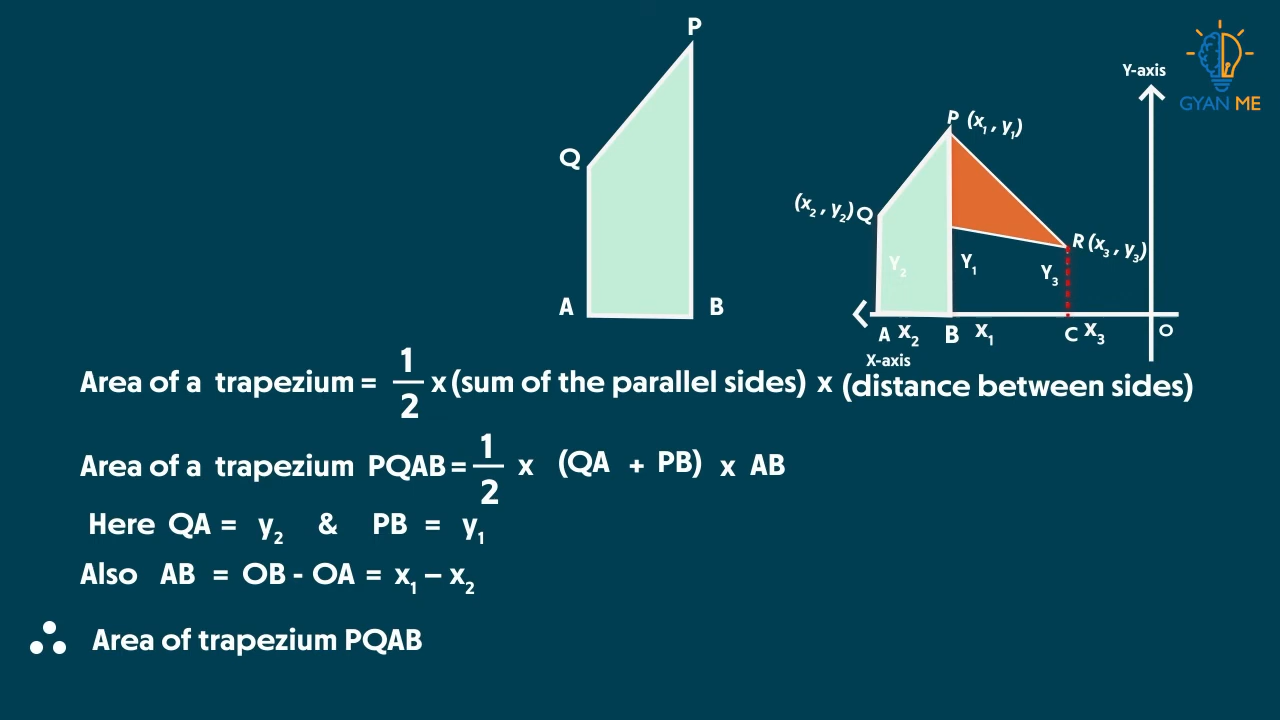 P
Y-axis
GYAN ME
P (x₁ , y₁)
Q
(x₂ , y₂) Q
R (x₃ , y₃)
Y₂
Y₁
Y₃
A
B
A x₂ B x₁ C x₃ O
X-axis
Area of a trapezium = 1/2 x (sum of the parallel sides) x (distance between sides)
Area of a trapezium PQAB = 1/2 x (QA + PB) x AB
Here QA = y₂ & PB = y₁
Also AB = OB - OA = x₁ – x₂
∴ Area of trapezium PQAB